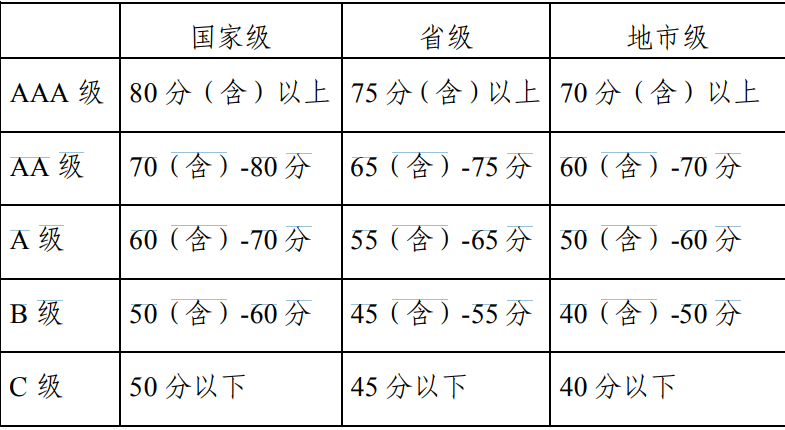 国家级 省级 地市级
AAA 级 80 分（含）以上 75 分（含）以上 70 分（含）以上
AA 级 70（含）-80 分 65（含）-75 分 60（含）-70 分
A 级 60（含）-70 分 55（含）-65 分 50（含）-60 分
B 级 50（含）-60 分 45（含）-55 分 40（含）-50 分
C 级 50 分以下 45 分以下 40 分以下